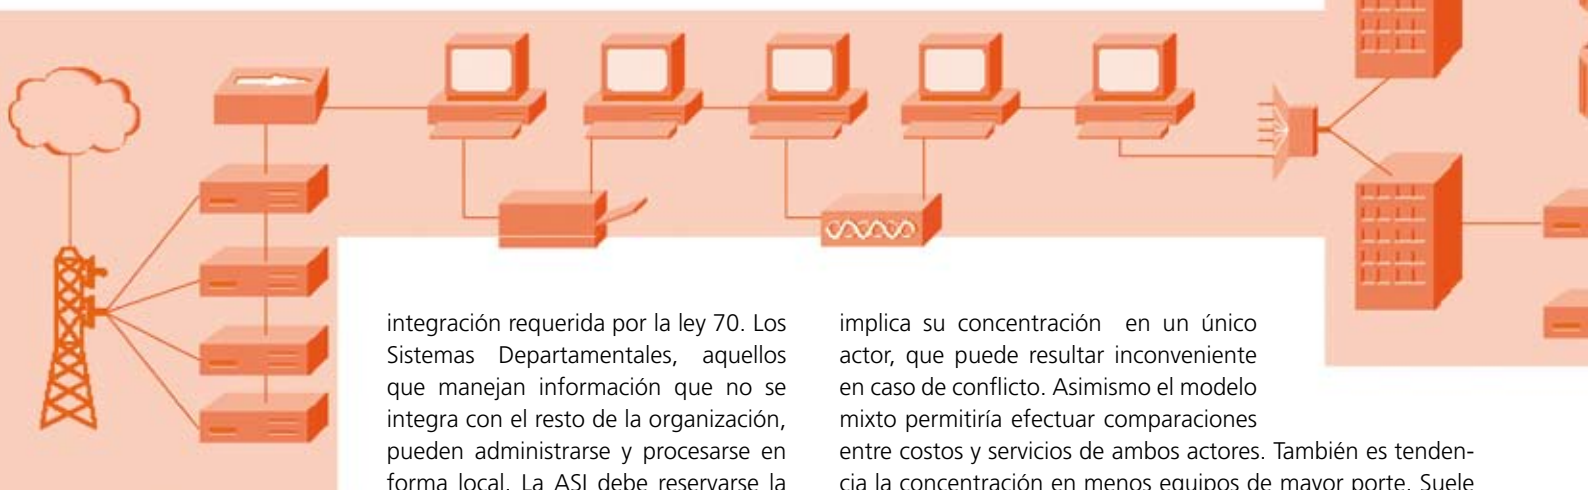 integración requerida por la ley 70. Los
Sistemas Departamentales, aquellos
que manejan información que no se
integra con el resto de la organización,
pueden administrarse y procesarse en
forma local. La ASI debe reservarse la
implica su concentración en un único
actor, que puede resultar inconveniente
en caso de conflicto. Asimismo el modelo
mixto permitiría efectuar comparaciones
entre costos y servicios de ambos actores. También es tenden-
cia la concentración en menos equipos de mayor porte. Suele